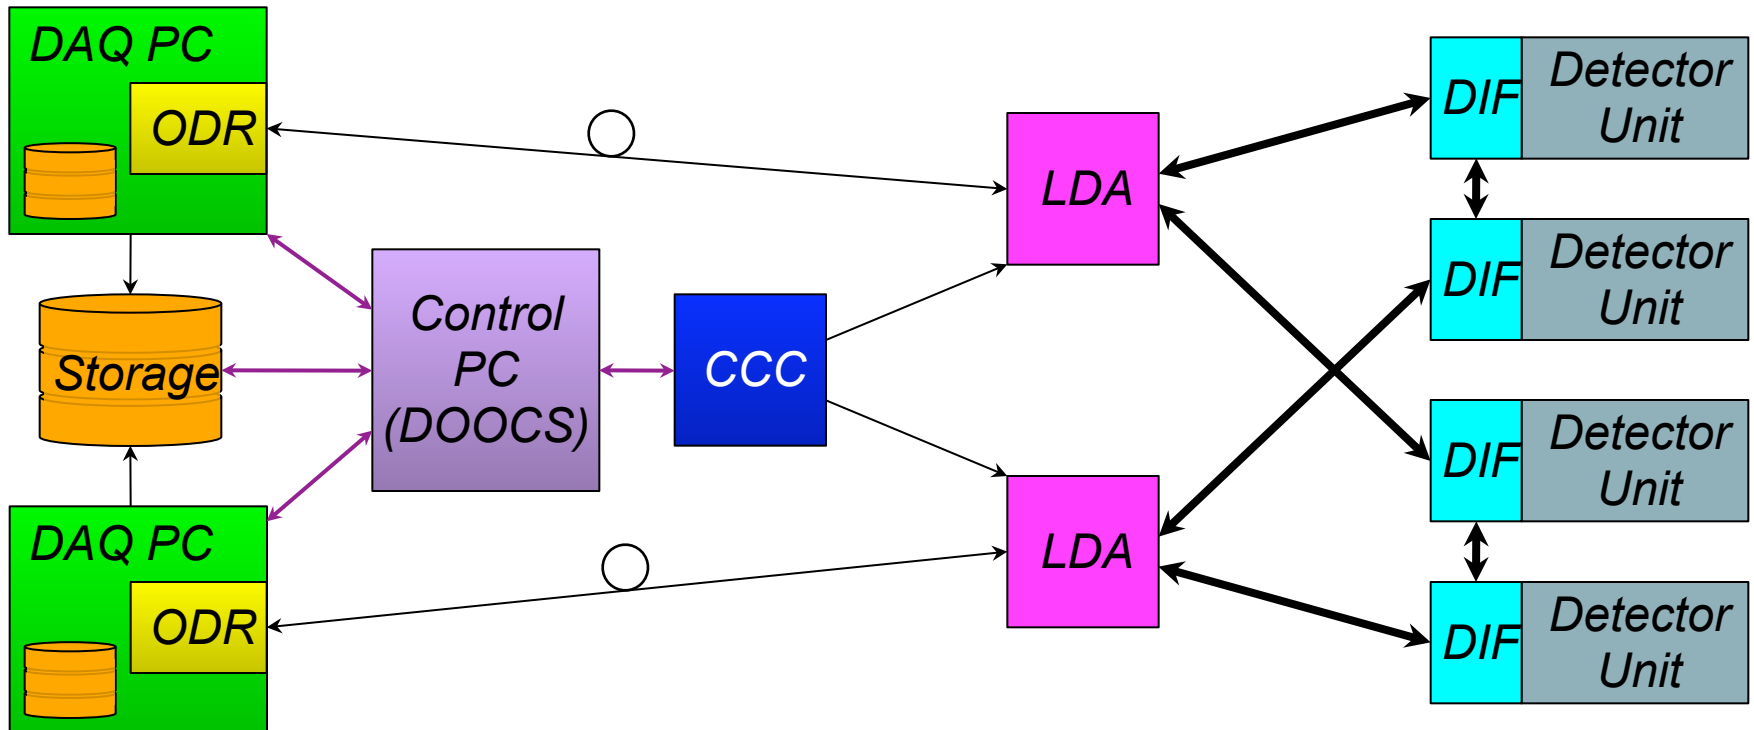 DAQ PC
ODR
Storage
DAQ PC
ODR
Control
PC
(DOOCS)
CCC
LDA
LDA
DIF
Detector
Unit
DIF
Detector
Unit
DIF
Detector
Unit
DIF
Detector
Unit